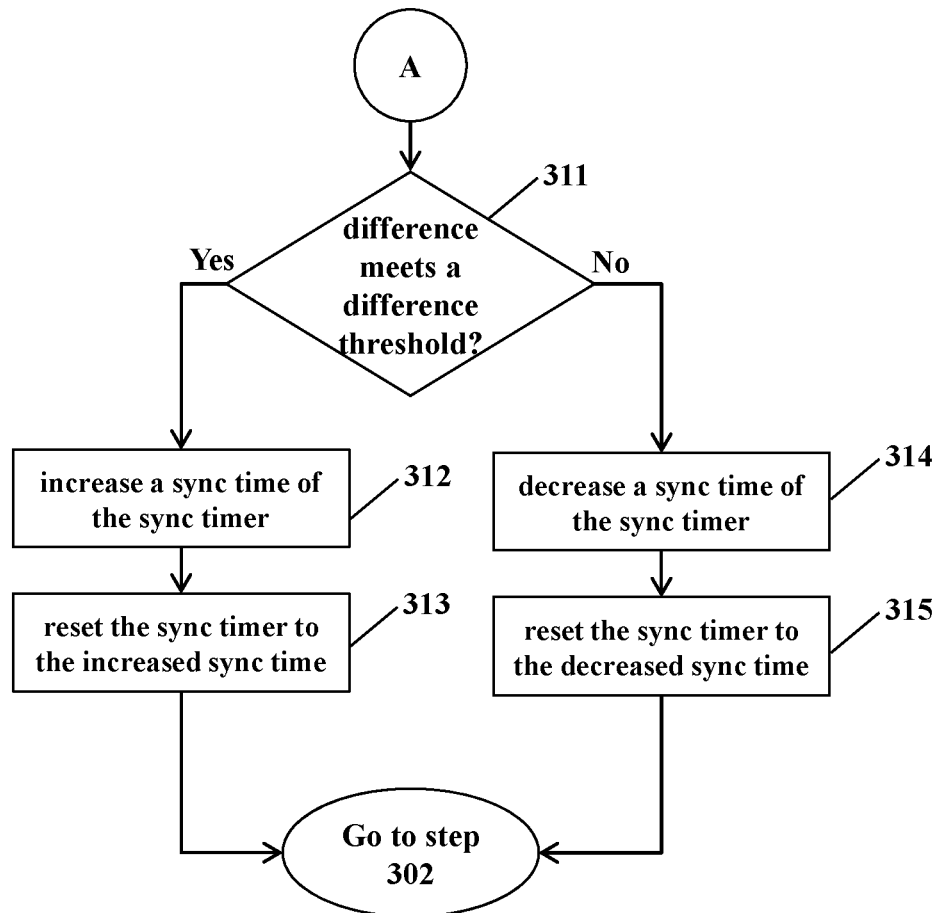 A
311
difference
meets a
difference
threshold?
Yes
No
increase a sync time of
the sync timer
312
decrease a sync time of
the sync timer
314
reset the sync timer to
the increased sync time
313
reset the sync timer to
the decreased sync time
315
Go to step
302